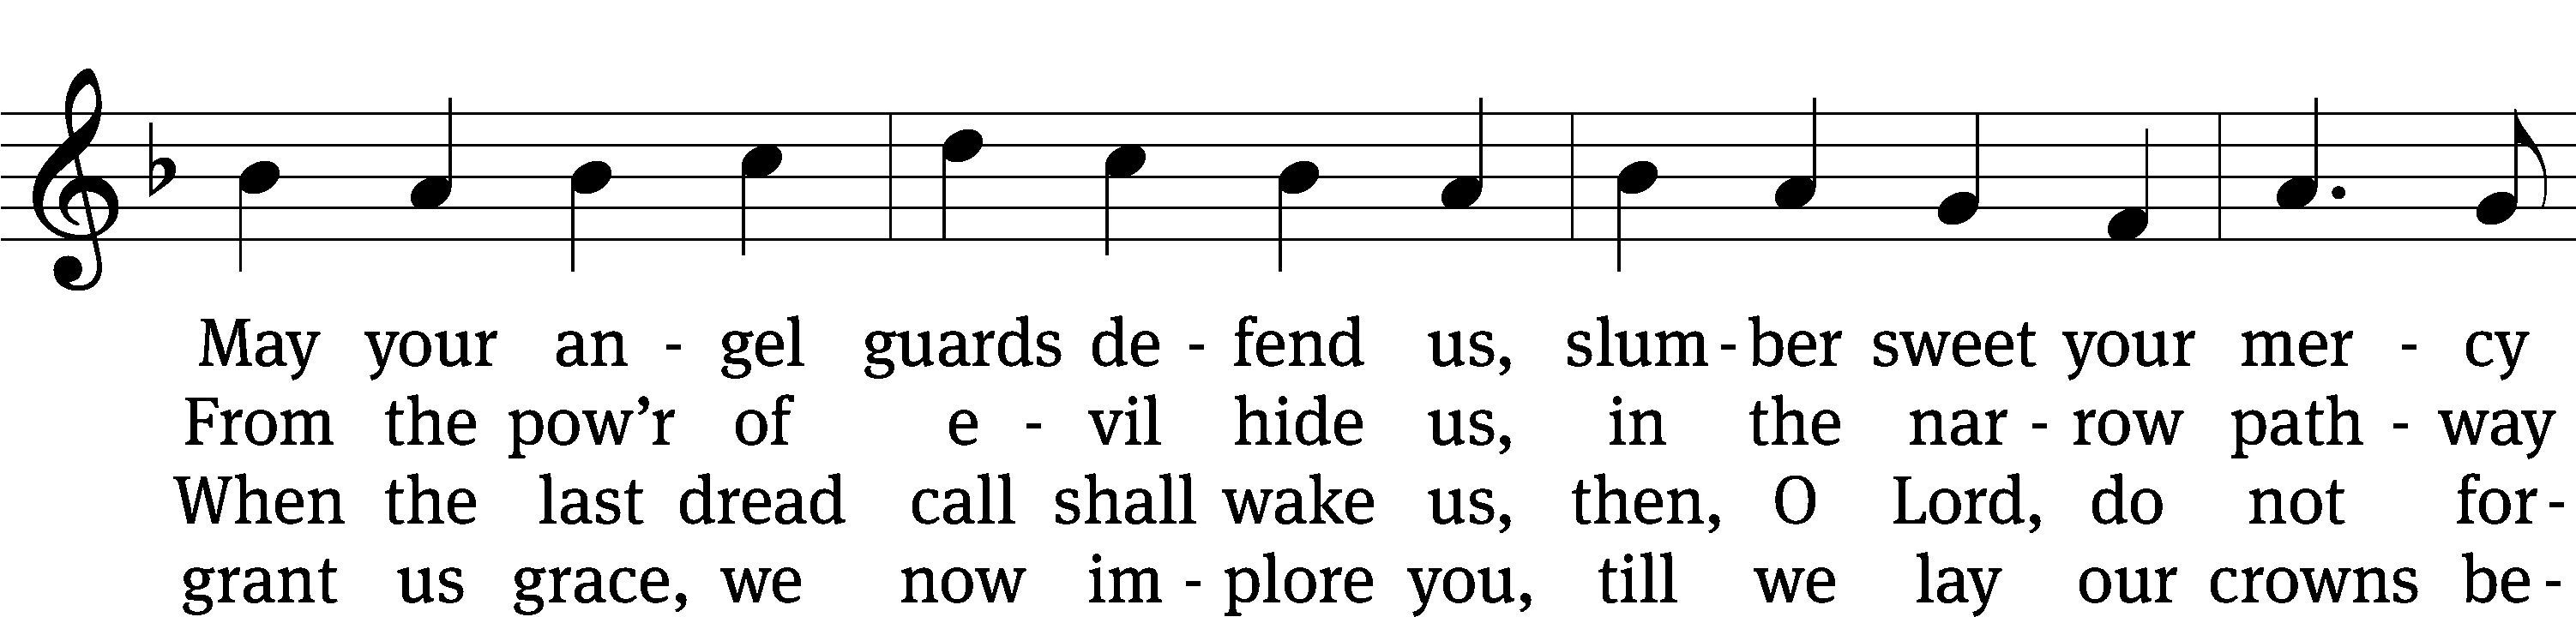 May your an - gel guards de - fend us, slum - ber sweet your mer - cy
From the pow’r of e - vil hide us, in the nar - row path - way
When the last dread call shall wake us, then, O Lord, do not for -
grant us grace, we now im - plore you, till we lay our crowns be -